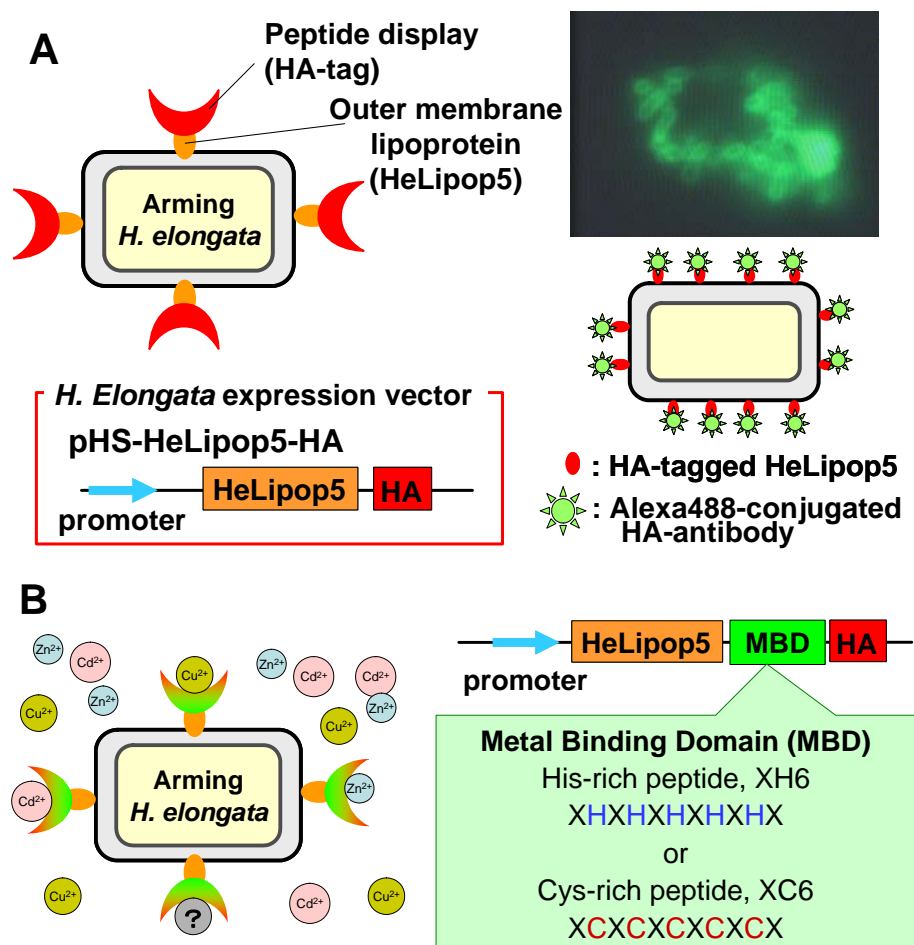 A
Peptide display
(HA-tag)
Outer membrane
lipoprotein
(HeLipop5)
Arming
H. elongata
H. Elongata expression vector
pHS-HeLipop5-HA
HeLipop5
HA
promoter
: HA-tagged HeLipop5
: Alexa488-conjugated
HA-antibody
B
Zn2+
Cd2+
Zn2+
Cu2+
Cu2+
Zn2+
Cd2+
Cd2+
Zn2+
Cu2+
Arming
H. elongata
Cd2+
Zn2+
?
Cu2+
Cd2+
Cu2+
HeLipop5
MBD
HA
promoter
Metal Binding Domain (MBD)
His-rich peptide, XH6
XHXHXHXHXHX
or
Cys-rich peptide, XC6
XCXCXCXCXCX